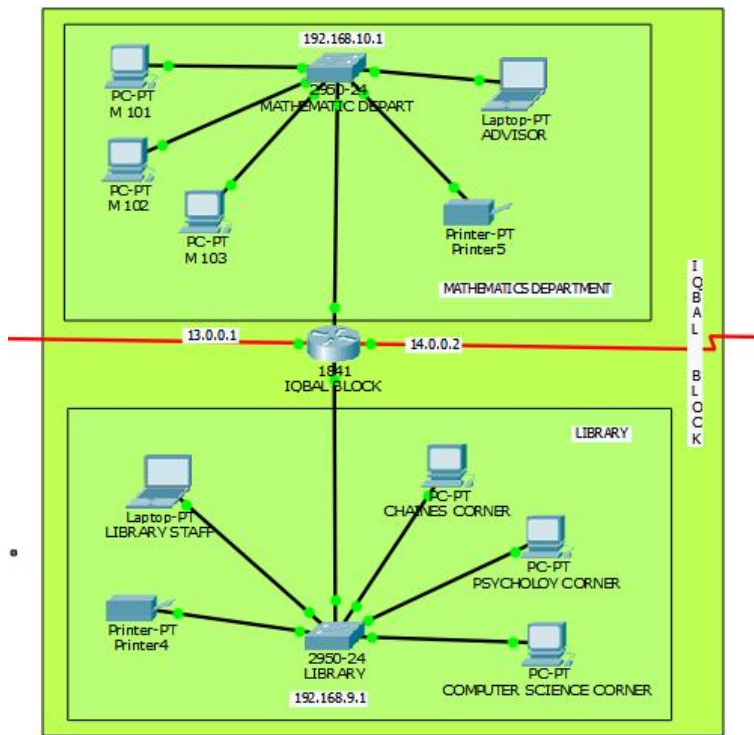 192.168.10.1
PC-PT
M 101
2950-24
MATHEMATIC DEPART
Laptop-PT
ADVISOR
PC-PT
M 102
PC-PT
M 103
Printer-PT
Printer5
MATHEMATICS DEPARTMENT
IQBAL BLOCK
13.0.0.1
14.0.0.2
1841
IQBAL BLOCK
LIBRARY
Laptop-PT
LIBRARY STAFF
PC-PT
CHAINES CORNER
PC-PT
PSYCHOLOY CORNER
Printer-PT
Printer4
2950-24
LIBRARY
PC-PT
COMPUTER SCIENCE CORNER
192.168.9.1